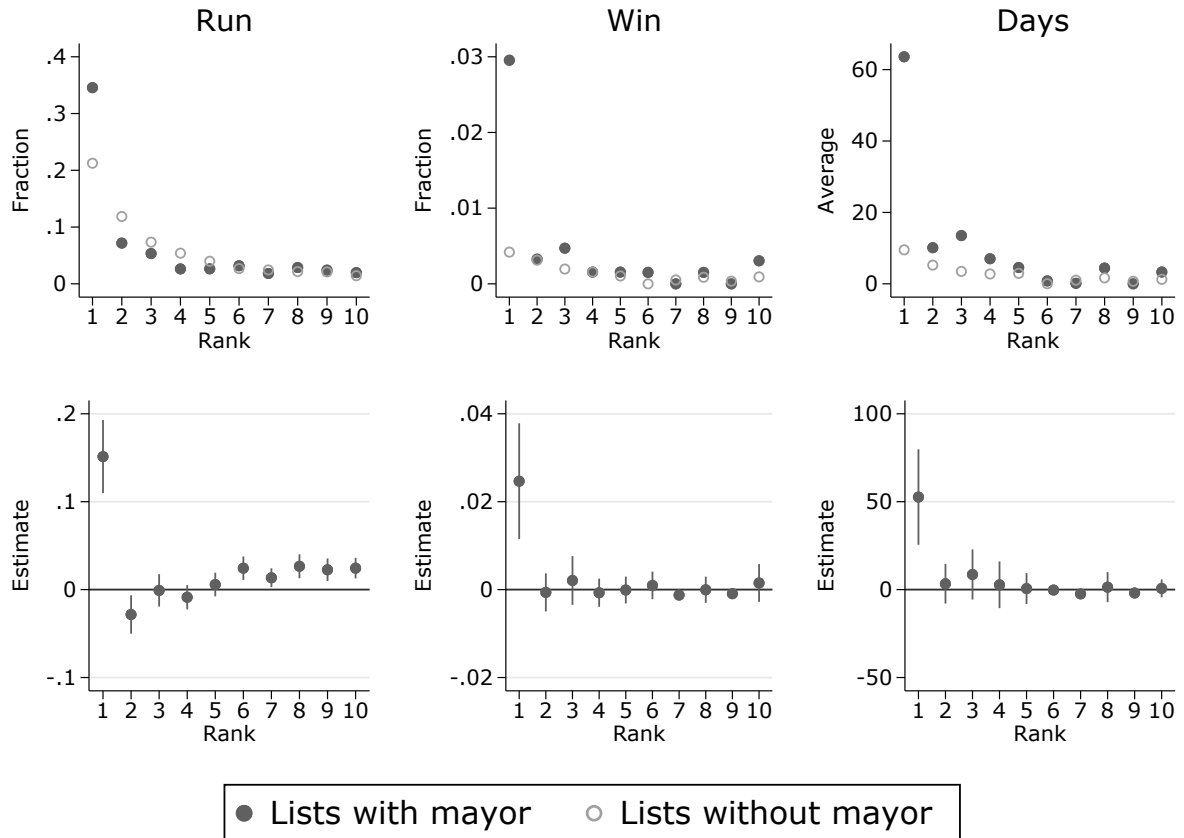 Run
.4
.3
.2
.1
0
Fraction
1 2 3 4 5 6 7 8 9 10
Rank
Win
.03
.02
.01
0
Fraction
1 2 3 4 5 6 7 8 9 10
Rank
Days
60
40
20
0
Average
1 2 3 4 5 6 7 8 9 10
Rank
.2
.1
0
-.1
Estimate
1 2 3 4 5 6 7 8 9 10
Rank
.04
.02
0
-.02
Estimate
1 2 3 4 5 6 7 8 9 10
Rank
100
50
0
-50
Estimate
1 2 3 4 5 6 7 8 9 10
Rank
Lists with mayor Lists without mayor